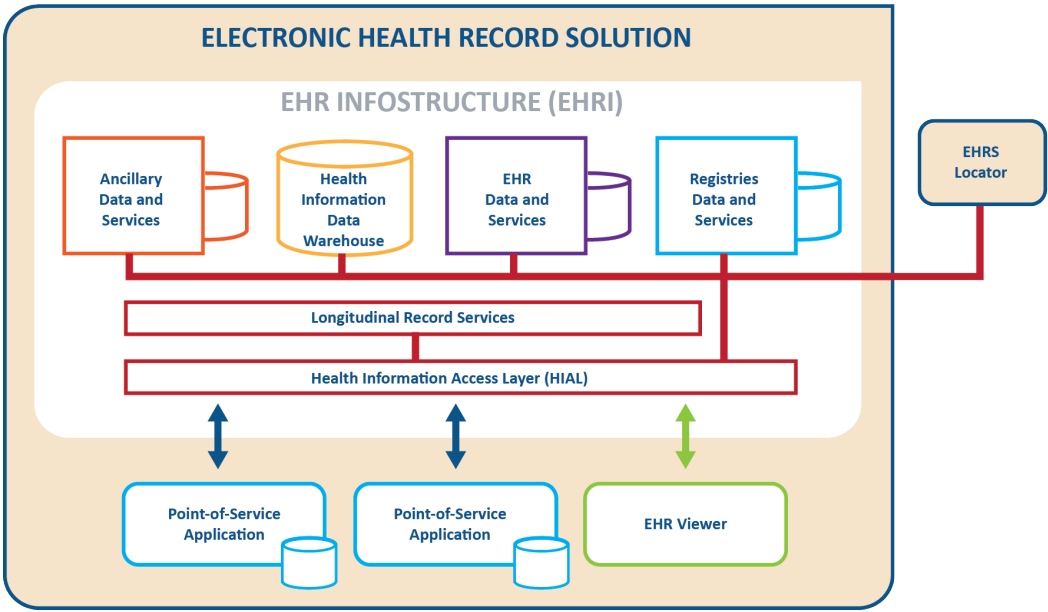 ELECTRONIC HEALTH RECORD SOLUTION
EHR INFOSTRUCTURE (EHRI)
Ancillary
Data and
Services
Health
Information
Data
Warehouse
EHR
Data and
Services
Registries
Data and
Services
EHRS
Locator
Longitudinal Record Services
Health Information Access Layer (HIAL)
Point-of-Service
Application
Point-of-Service
Application
EHR Viewer